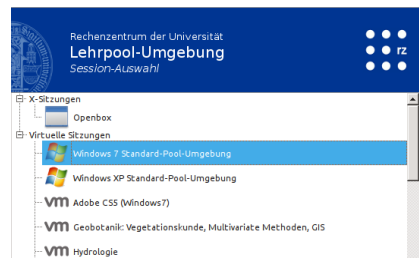 Rechenzentrum der Universität
Lehrpool-Umgebung
Session-Auswahl
rz
X-Sitzungen
Openbox
Virtuelle Sitzungen
Windows 7 Standard-Pool-Umgebung
Windows XP Standard-Pool-Umgebung
vm Adobe CS5 (Windows7)
vm Geobotanik: Vegetationskunde, Multivariate Methoden, GIS
vm Hydrologie